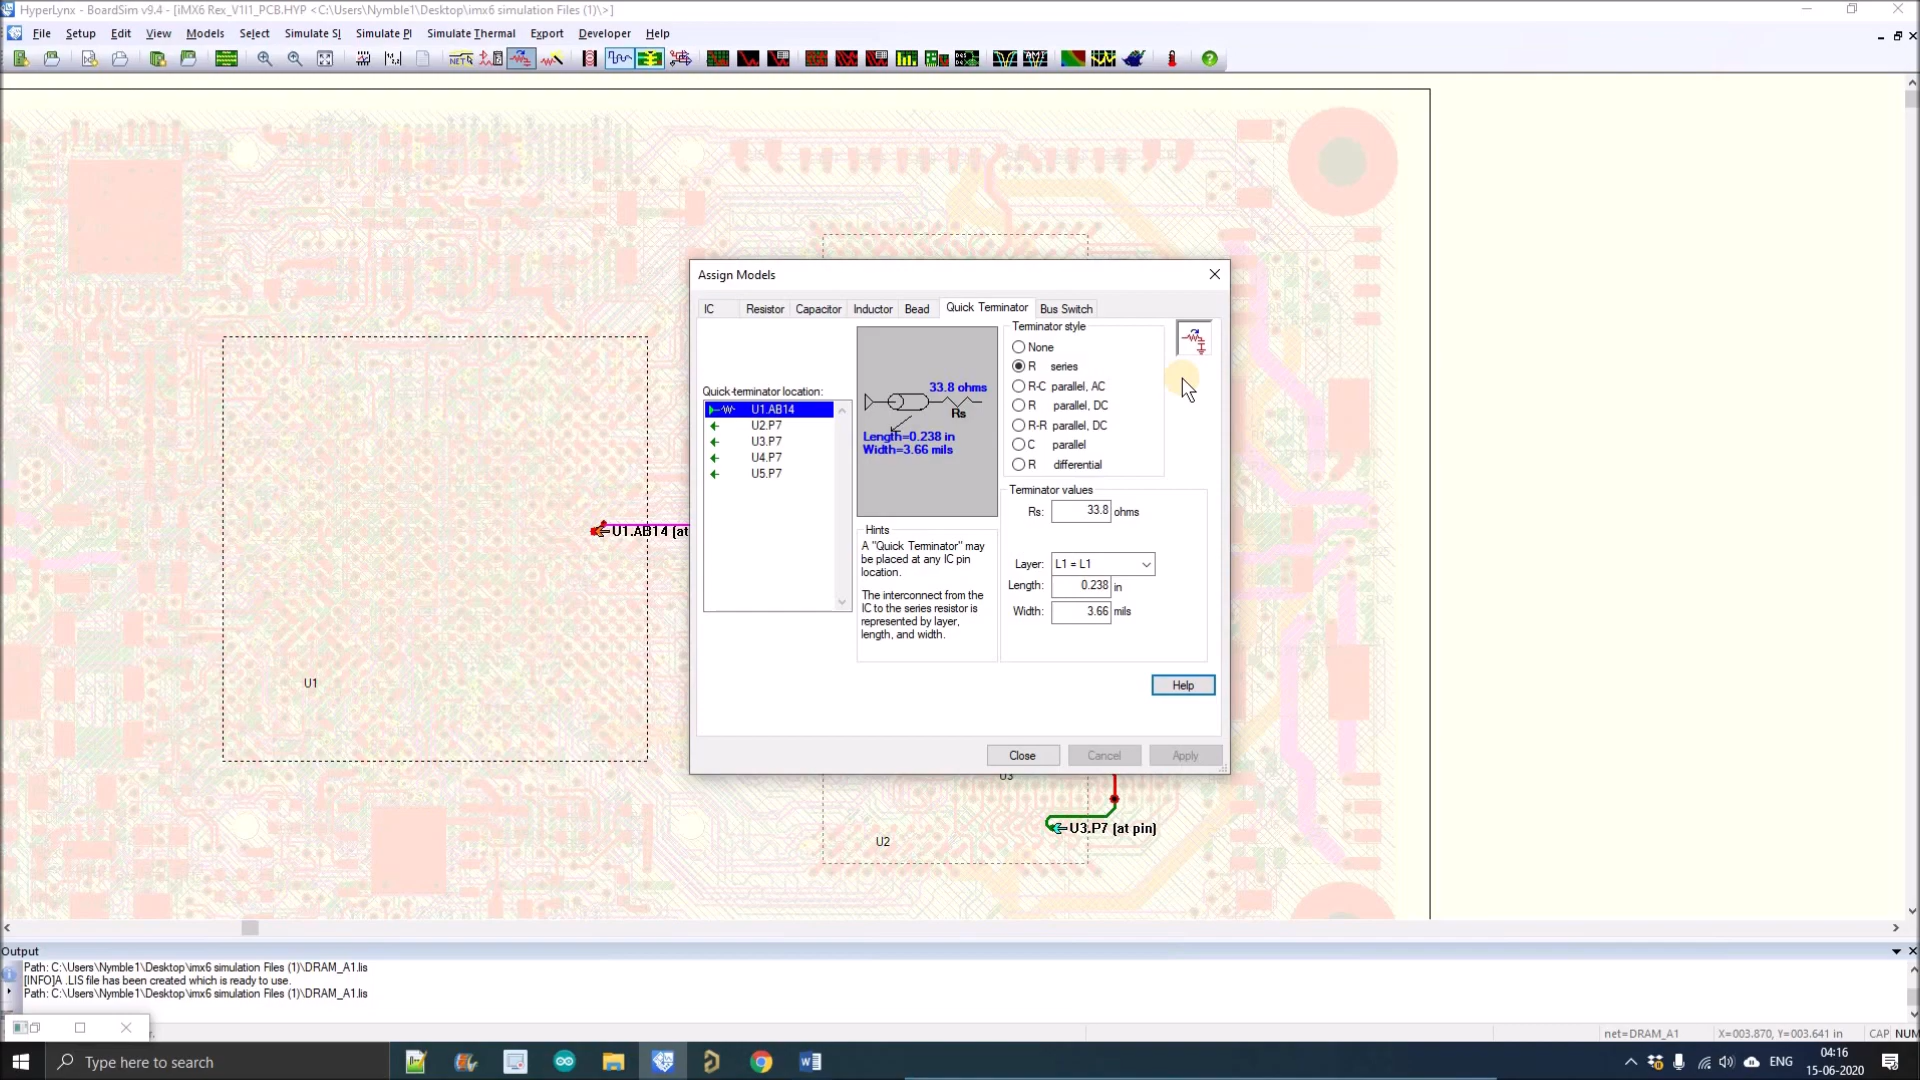 HyperLynx - BoardSim v9.4 - [iMX6 Rex_V1I1_PCB.HYP <C:\Users\Nymble1\Desktop\imx6 simulation Files (1)\>]
File Setup Edit View Models Select Simulate SI Simulate PI Simulate Thermal Export Developer Help
Assign Models
IC Resistor Capacitor Inductor Bead Quick Terminator Bus Switch
Terminator style
None
R series
R-C parallel, AC
R parallel, DC
R-R parallel, DC
C parallel
R differential
Quick-terminator location:
U1.AB14
U2.P7
U3.P7
U4.P7
U5.P7
33.8 ohms
Rs
Length=0.238 in
Width=3.66 mils
Terminator values
Rs: 33.8 ohms
Layer: L1 = L1
Length: 0.238 in
Width: 3.66 mils
Hints
A "Quick Terminator" may
be placed at any IC pin
location.
The interconnect from the
IC to the series resistor is
represented by layer,
length, and width.
Help
Close Cancel Apply
U1.AB14 (at
U1
U3
U3.P7 (at pin)
U2
Output
Path: C:\Users\Nymble1\Desktop\imx6 simulation Files (1)\DRAM_A1.lis
[INFO]A .LIS file has been created which is ready to use.
Path: C:\Users\Nymble1\Desktop\imx6 simulation Files (1)\DRAM_A1.lis
net=DRAM_A1 X=003.870, Y=003.641 in CAP NUM
Type here to search
ENG
04:16
15-06-2020